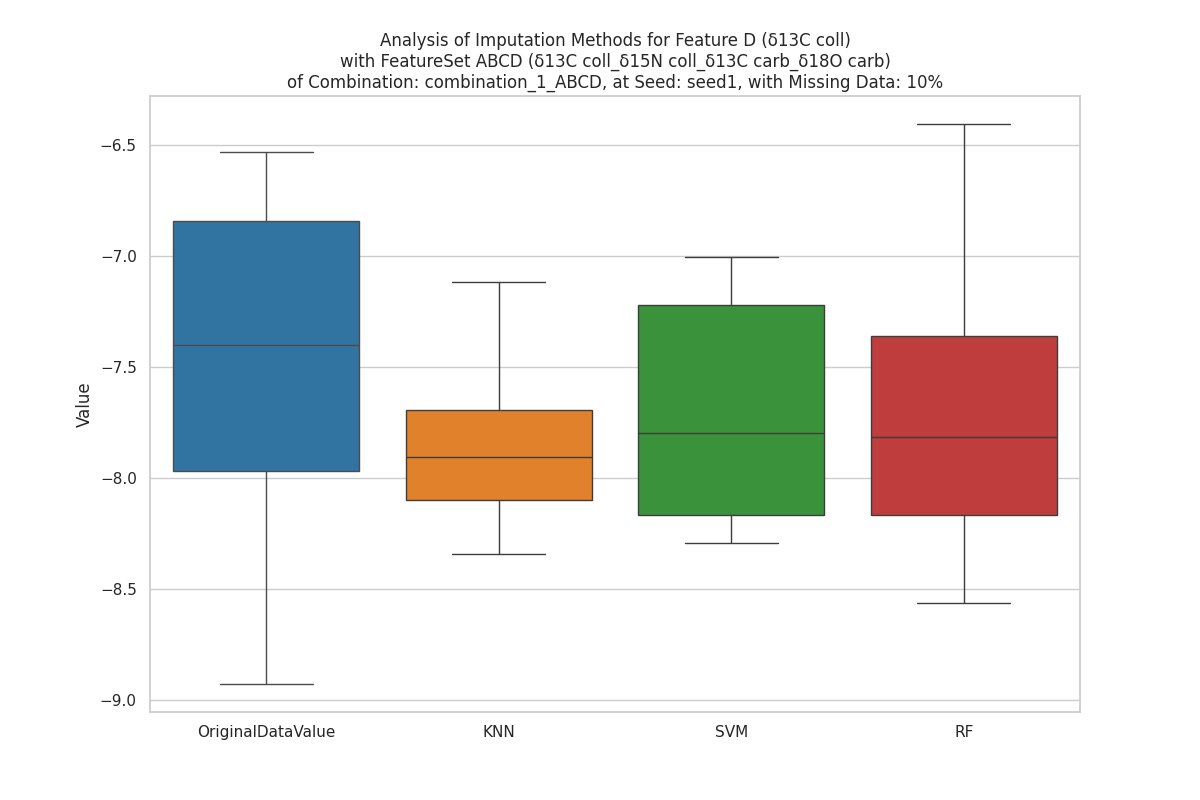 Analysis of Imputation Methods for Feature D (δ13C coll)
with FeatureSet ABCD (δ13C coll_δ15N coll_δ13C carb_δ18O carb)
of Combination: combination_1_ABCD, at Seed: seed1, with Missing Data: 10%
−6.5
−7.0
−7.5
−8.0
−8.5
−9.0
Value
OriginalDataValue KNN SVM RF